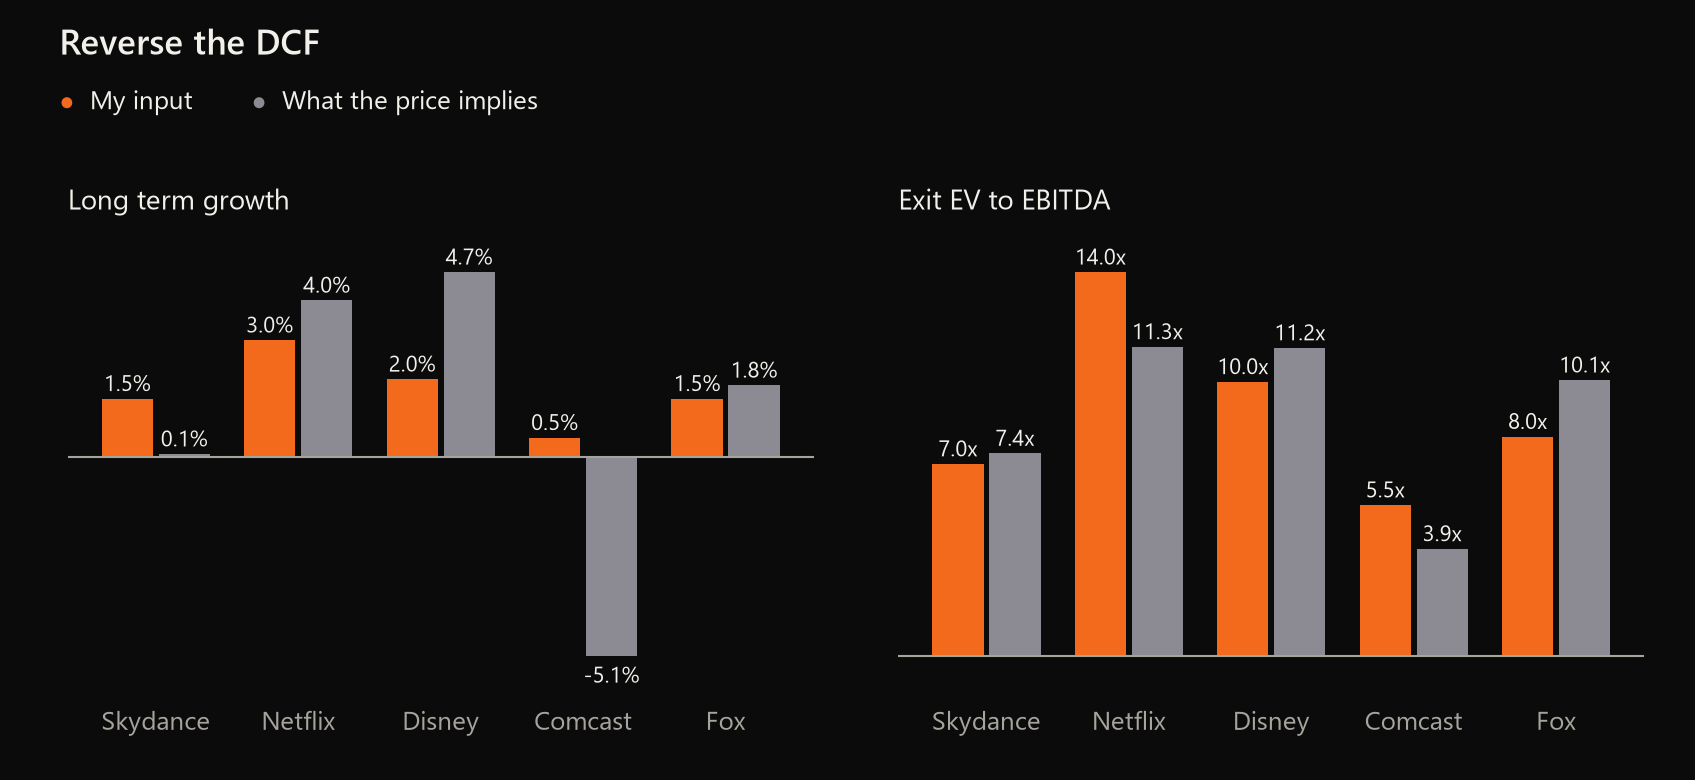 Reverse the DCF
My input
What the price implies
Long term growth
1.5%
0.1%
3.0%
4.0%
2.0%
4.7%
0.5%
-5.1%
1.5%
1.8%
Skydance
Netflix
Disney
Comcast
Fox
Exit EV to EBITDA
7.0x
7.4x
14.0x
11.3x
10.0x
11.2x
5.5x
3.9x
8.0x
10.1x
Skydance
Netflix
Disney
Comcast
Fox